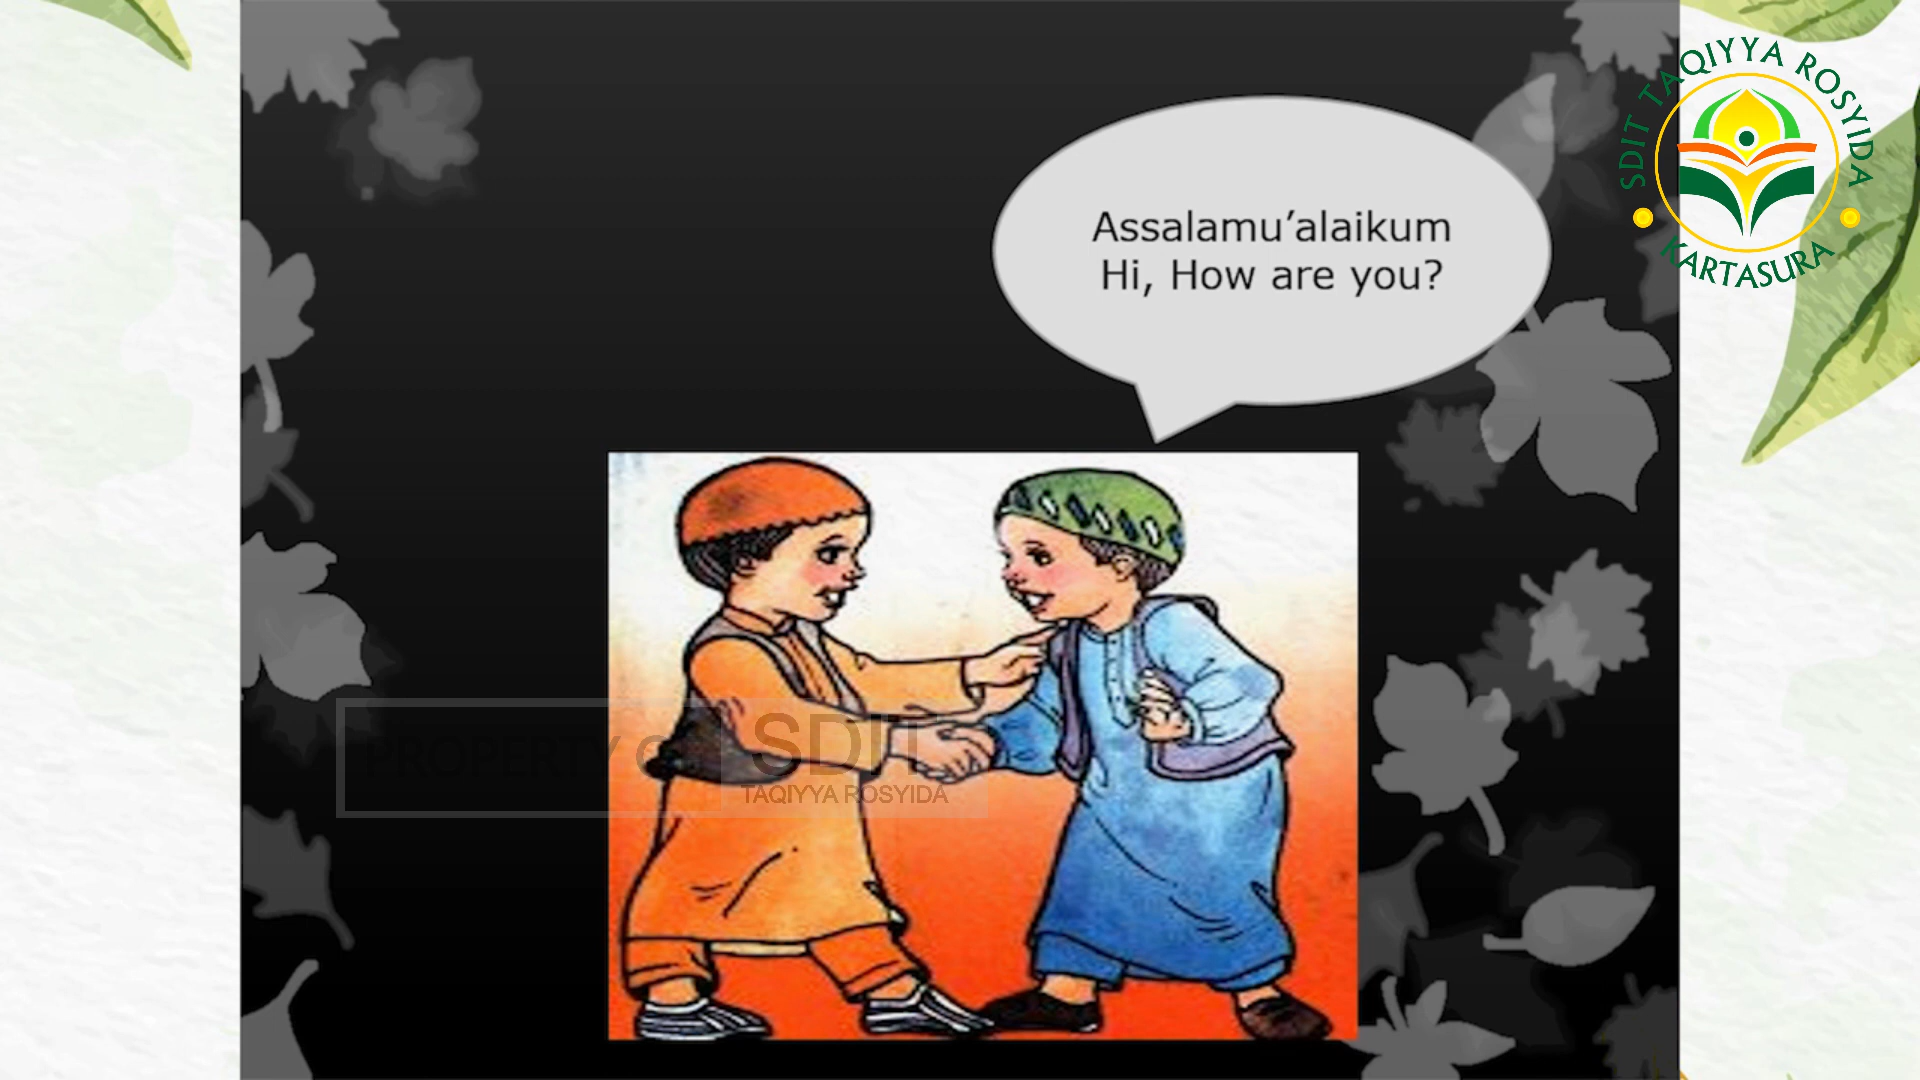 SDIT TAQIYYA ROSYIDA
KARTASURA
Assalamu’alaikum
Hi, How are you?
PROPERTY
SDIT
TAQIYYA ROSYIDA